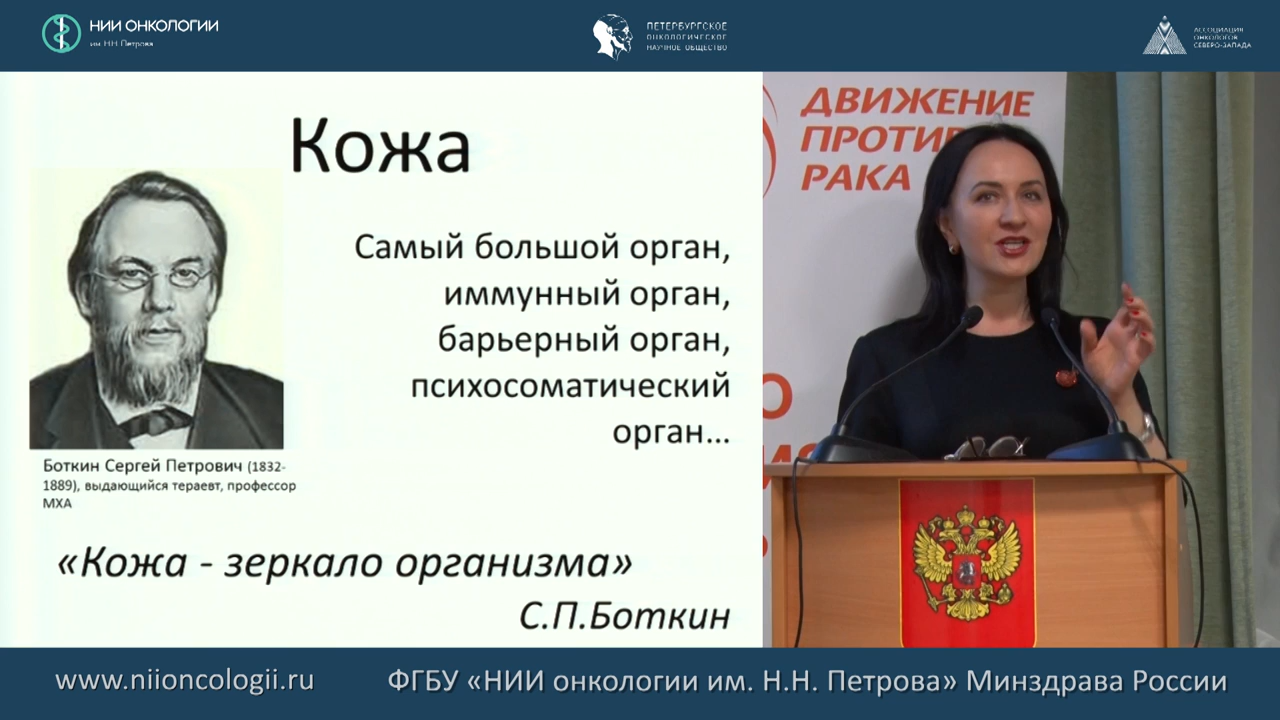 НИИ ОНКОЛОГИИ
им. Н.Н. Петрова
ПЕТЕРБУРГСКОЕ
ОНКОЛОГИЧЕСКОЕ
НАУЧНОЕ ОБЩЕСТВО
АССОЦИАЦИЯ
ОНКОЛОГОВ
СЕВЕРО-ЗАПАДА
Кожа
Самый большой орган,
иммунный орган,
барьерный орган,
психосоматический
орган...
Боткин Сергей Петрович (1832-
1889), выдающийся тераевт, профессор
МХА
«Кожа - зеркало организма»
С.П.Боткин
ДВИЖЕНИЕ
ПРОТИВ
РАКА
www.niioncologii.ru
ФГБУ «НИИ онкологии им. Н.Н. Петрова» Минздрава России